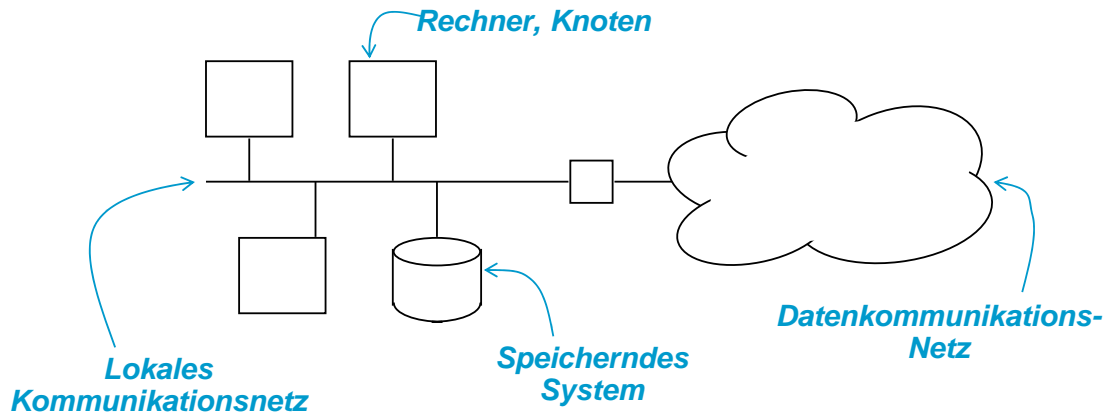 Rechner, Knoten
Datenkommunikations-
Netz
Speicherndes
System
Lokales
Kommunikationsnetz